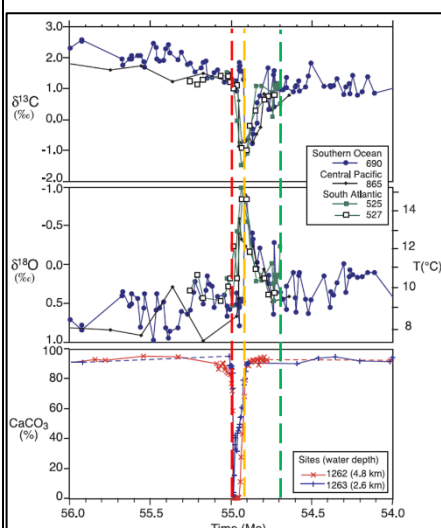 3.0
2.0
1.0
δ13C
(‰)
0.0
-1.0
-2.0
Southern Ocean
690
Central Pacific
865
South Atlantic
525
527
-1.0
14
-0.5
12
δ18O
(‰)
0.0
T(°C)
10
0.5
8
1.0
100
80
60
CaCO3
(%)
40
20
0
Sites (water depth)
1262 (4.8 km)
1263 (2.6 km)
56.0 55.5 55.0 54.5 54.0
Time (Ma)